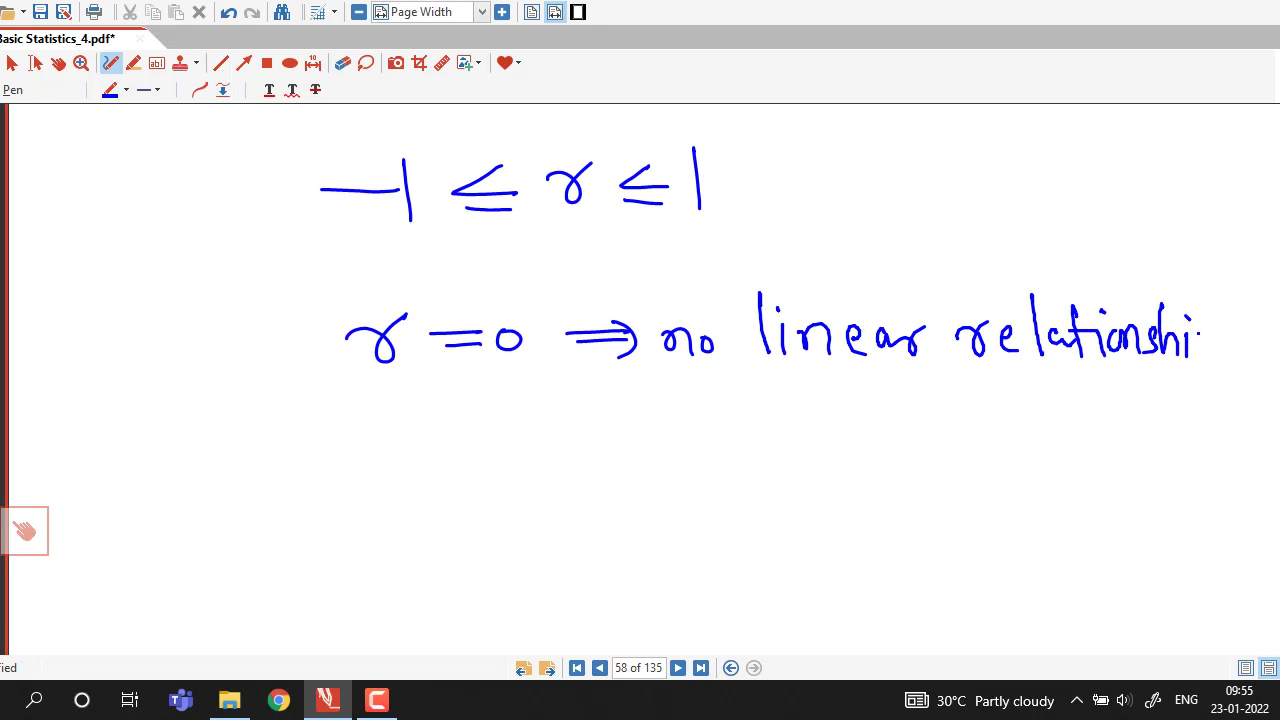 Page Width
Basic Statistics_4.pdf*
Pen
-1 ≤ r ≤ 1
r = 0 ⟹ no linear relationshi
58 of 135
fied
30°C Partly cloudy
ENG
09:55
23-01-2022